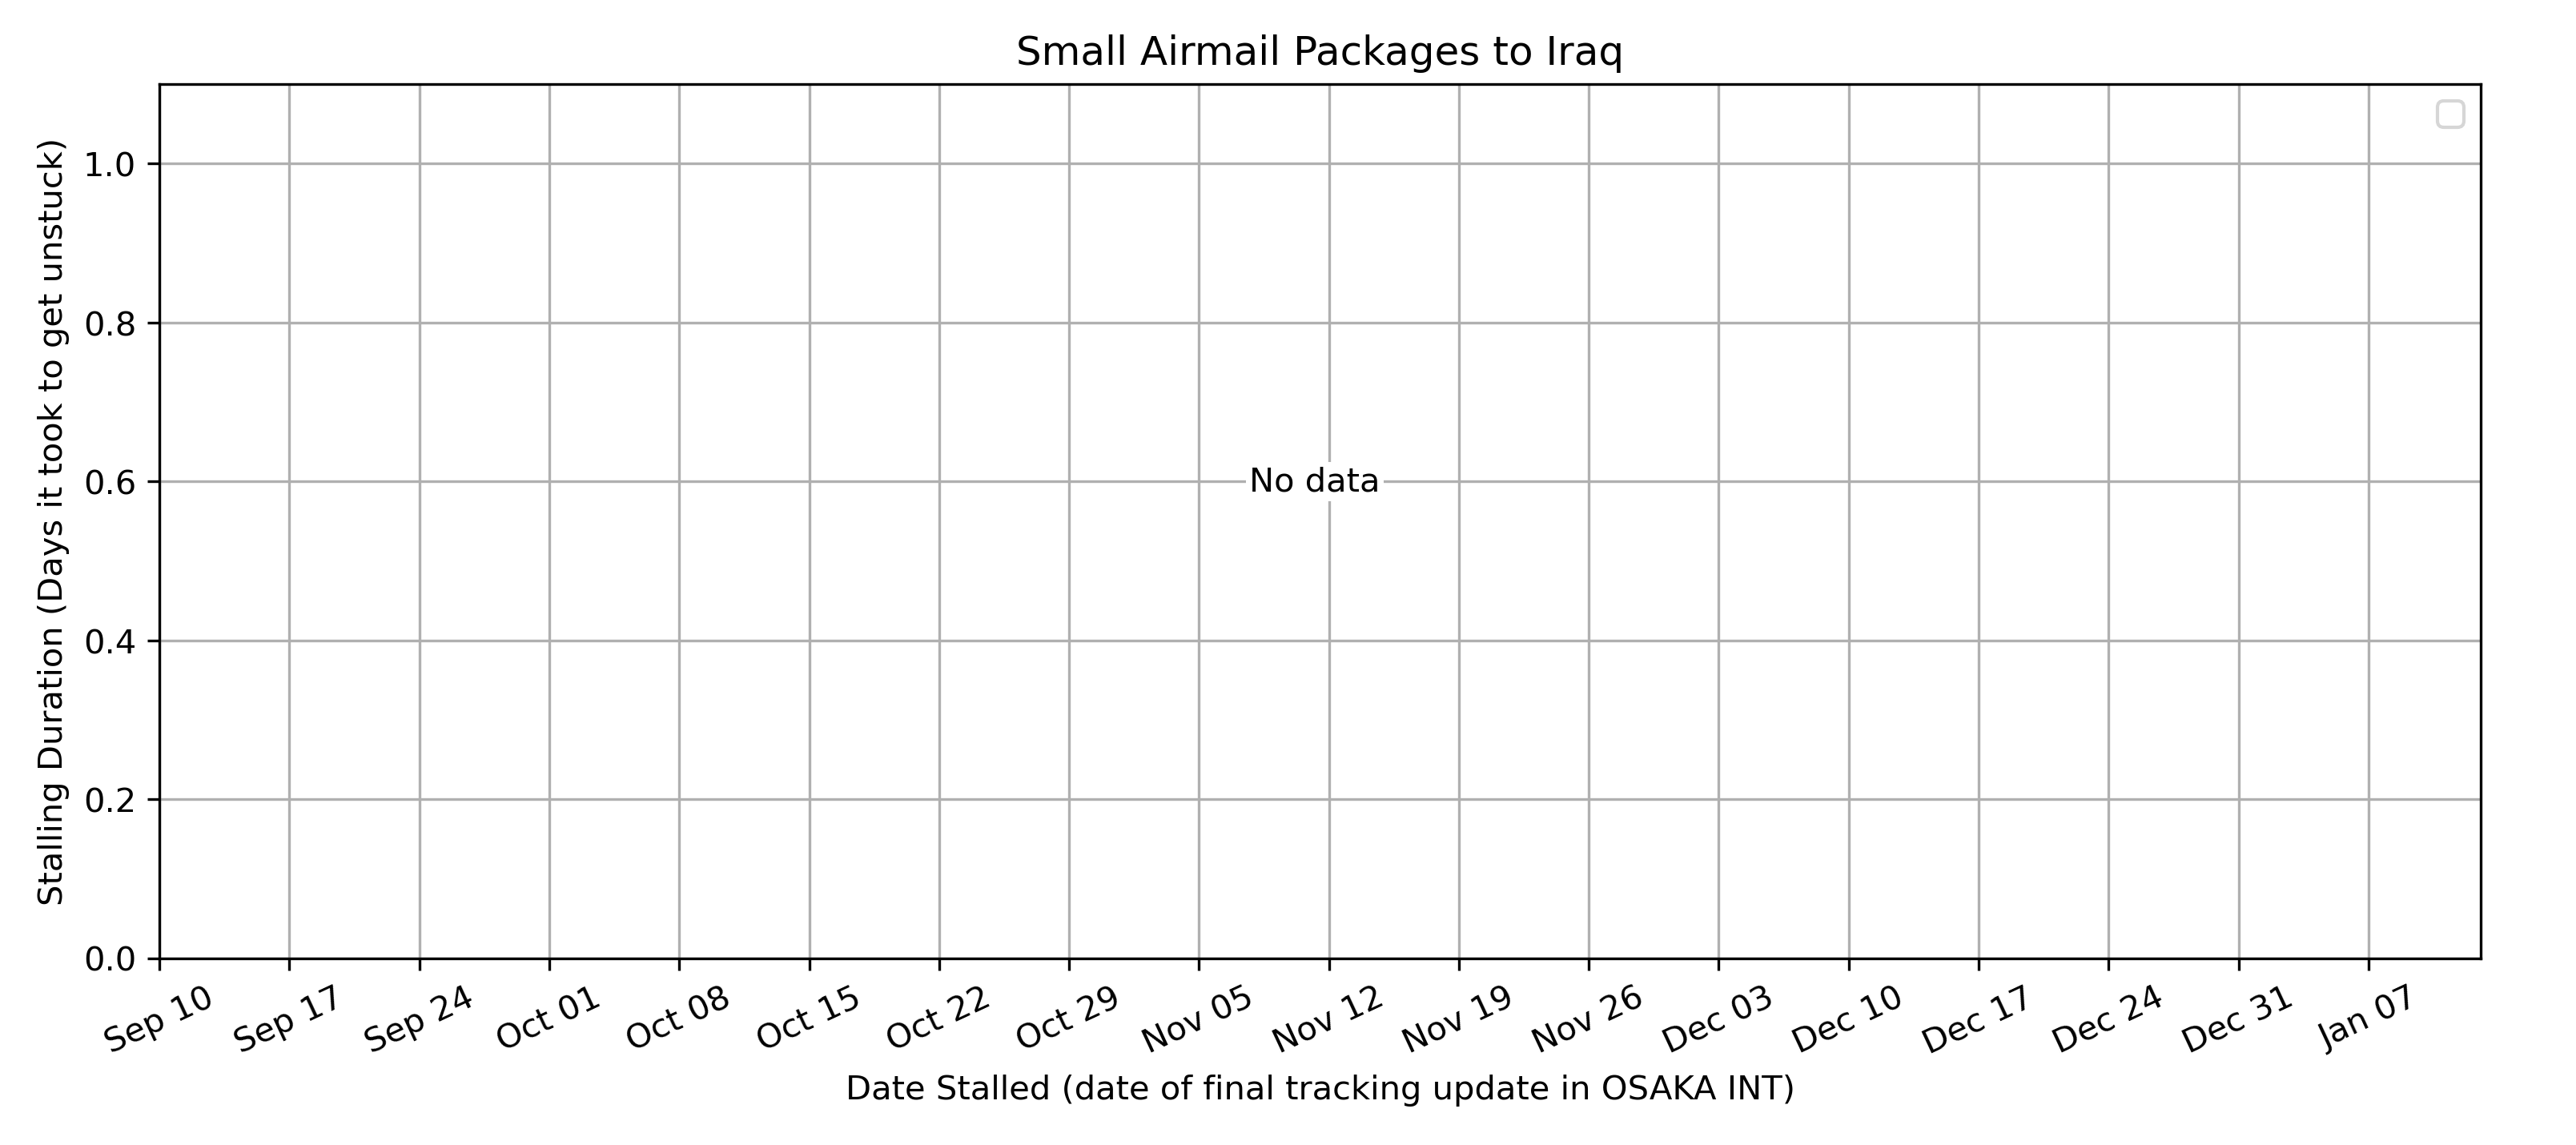 Small Airmail Packages to Iraq
Stalling Duration (Days it took to get unstuck)
1.0
0.8
0.6
0.4
0.2
0.0
No data
Sep 10
Sep 17
Sep 24
Oct 01
Oct 08
Oct 15
Oct 22
Oct 29
Nov 05
Nov 12
Nov 19
Nov 26
Dec 03
Dec 10
Dec 17
Dec 24
Dec 31
Jan 07
Date Stalled (date of final tracking update in OSAKA INT)